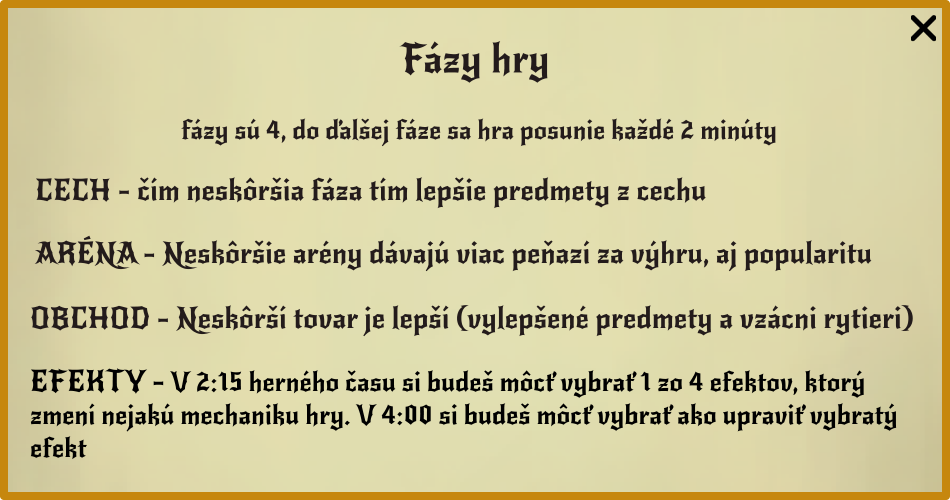 Fázy hry
fázy sú 4, do ďalšej fáze sa hra posunie každé 2 minúty
CECH - čím neskôršia fáza tím lepšie predmety z cechu
ARÉNA - Neskôršie arény dávajú viac peňazí za výhru, aj popularitu
OBCHOD - Neskôrší tovar je lepší (vylepšené predmety a vzácni rytieri)
EFEKTY - V 2:15 herného času si budeš môcť vybrať 1 zo 4 efektov, ktorý
zmení nejakú mechaniku hry. V 4:00 si budeš môcť vybrať ako upraviť vybratý
efekt